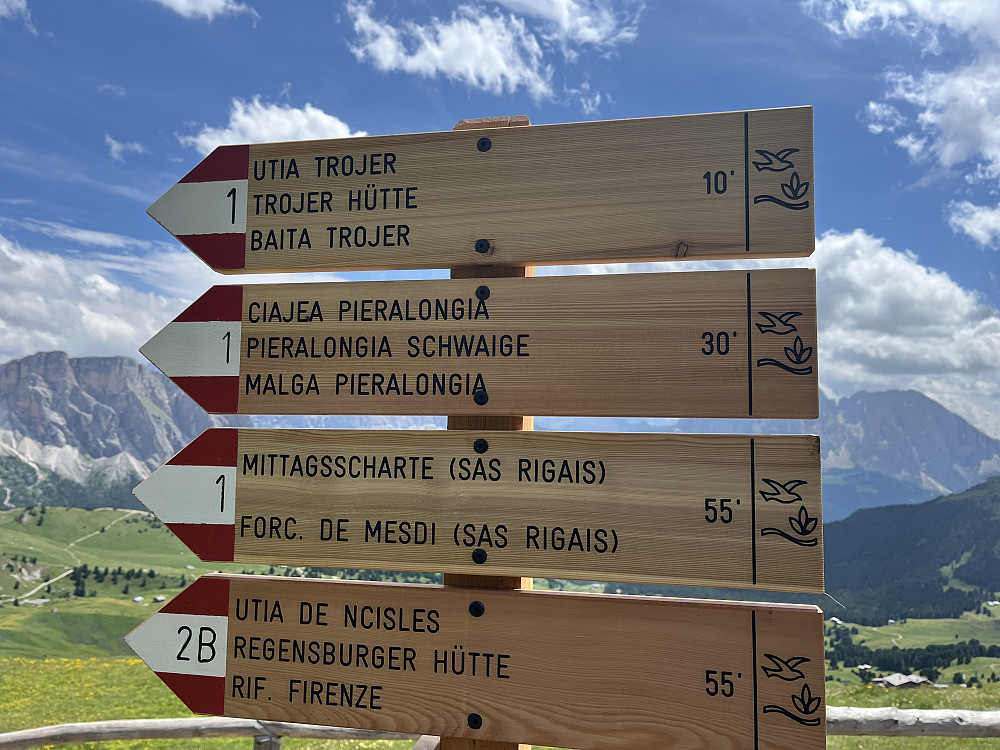 1
UTIA TROJER
TROJER HÜTTE
BAITA TROJER
10'
1
CIAJEA PIERALONGIA
PIERALONGIA SCHWAIGE
MALGA PIERALONGIA
30'
1
MITTAGSSCHARTE (SAS RIGAIS)
FORC. DE MESDI (SAS RIGAIS)
55'
2B
UTIA DE NCISLES
REGENSBURGER HÜTTE
RIF. FIRENZE
55'